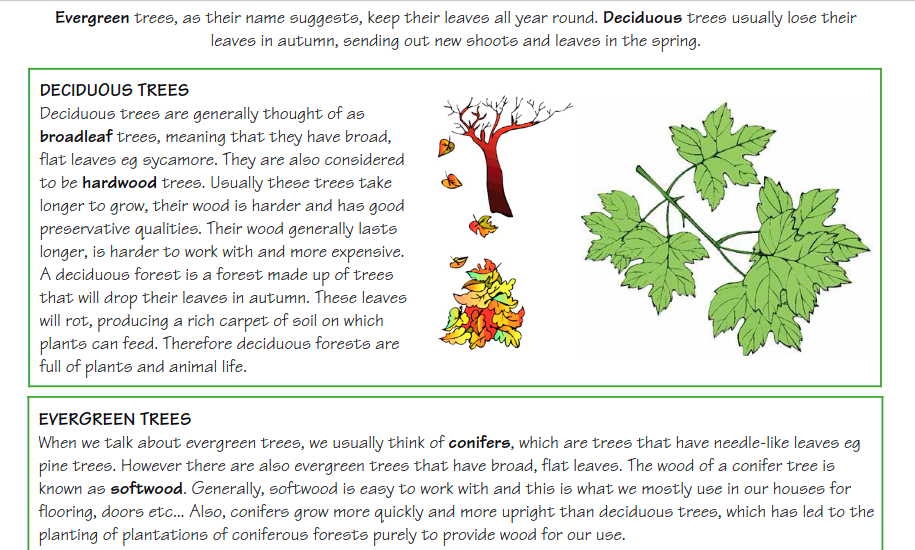 Evergreen trees, as their name suggests, keep their leaves all year round. Deciduous trees usually lose their
leaves in autumn, sending out new shoots and leaves in the spring.
DECIDUOUS TREES
Deciduous trees are generally thought of as
broadleaf trees, meaning that they have broad,
flat leaves eg sycamore. They are also considered
to be hardwood trees. Usually these trees take
longer to grow, their wood is harder and has good
preservative qualities. Their wood generally lasts
longer, is harder to work with and more expensive.
A deciduous forest is a forest made up of trees
that will drop their leaves in autumn. These leaves
will rot, producing a rich carpet of soil on which
plants can feed. Therefore deciduous forests are
full of plants and animal life.
EVERGREEN TREES
When we talk about evergreen trees, we usually think of conifers, which are trees that have needle-like leaves eg
pine trees. However there are also evergreen trees that have broad, flat leaves. The wood of a conifer tree is
known as softwood. Generally, softwood is easy to work with and this is what we mostly use in our houses for
flooring, doors etc... Also, conifers grow more quickly and more upright than deciduous trees, which has led to the
planting of plantations of coniferous forests purely to provide wood for our use.